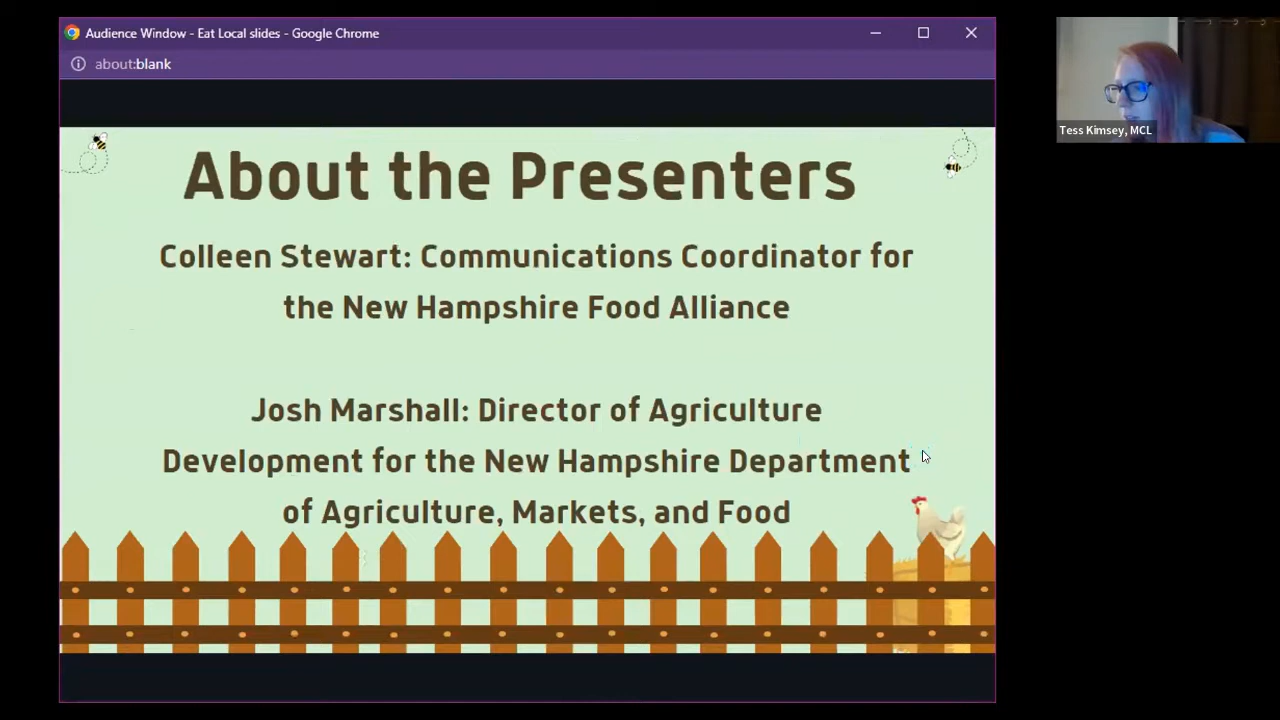 Audience Window - Eat Local slides - Google Chrome
about:blank
About the Presenters
Colleen Stewart: Communications Coordinator for
the New Hampshire Food Alliance
Josh Marshall: Director of Agriculture
Development for the New Hampshire Department
of Agriculture, Markets, and Food
Tess Kimsey, MCL